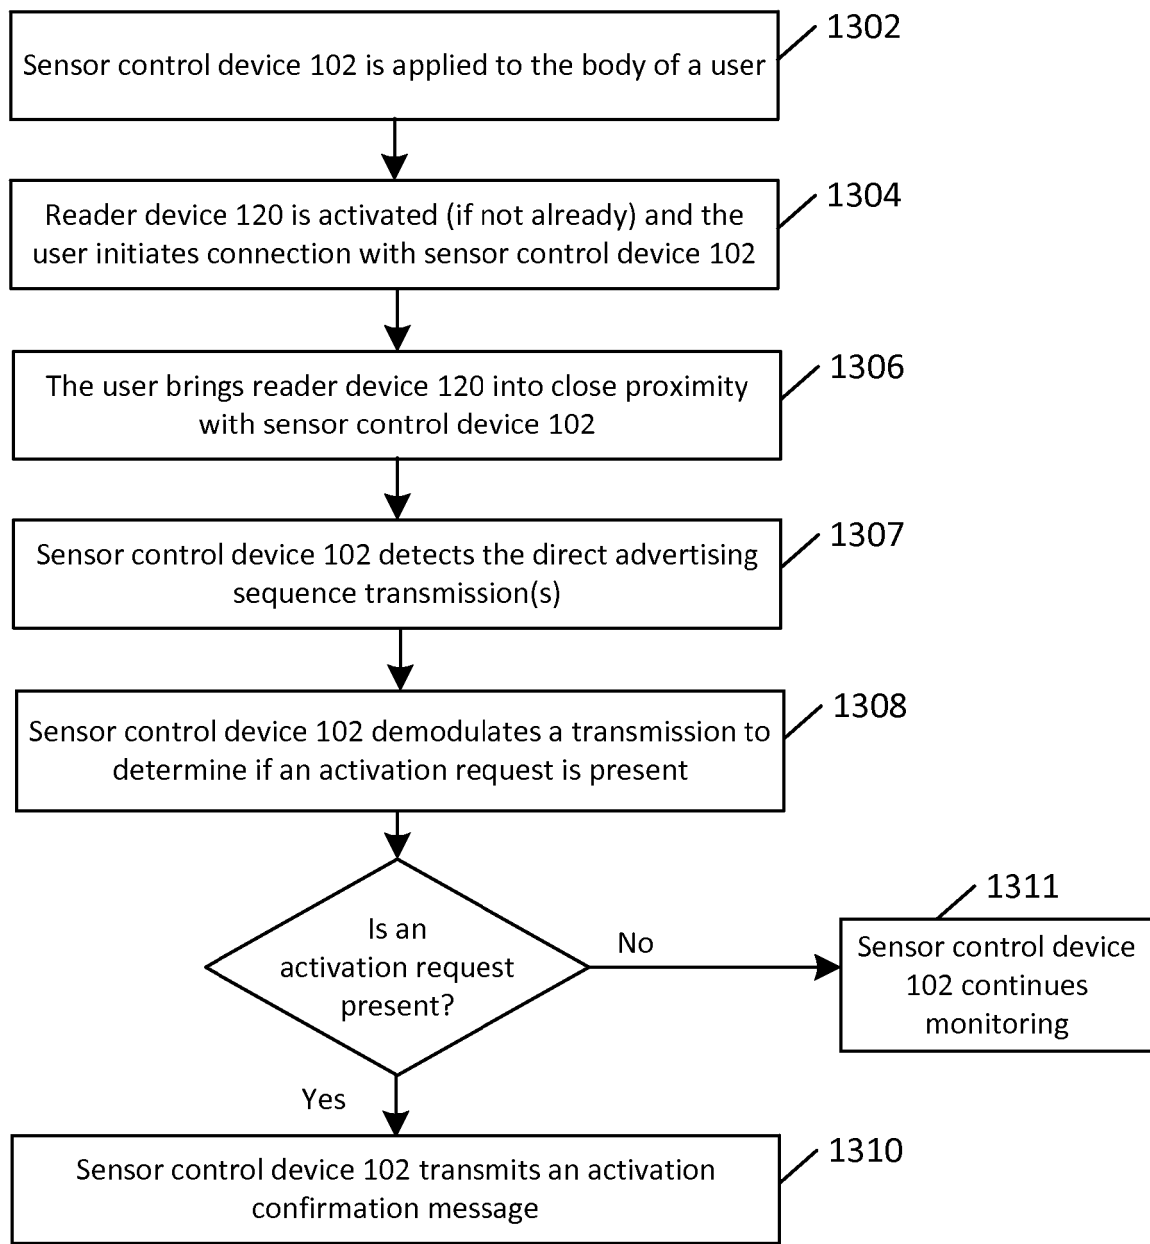 1302
Sensor control device 102 is applied to the body of a user
1304
Reader device 120 is activated (if not already) and the
user initiates connection with sensor control device 102
1306
The user brings reader device 120 into close proximity
with sensor control device 102
1307
Sensor control device 102 detects the direct advertising
sequence transmission(s)
1308
Sensor control device 102 demodulates a transmission to
determine if an activation request is present
Is an
activation request
present?
No
1311
Sensor control device
102 continues
monitoring
Yes
1310
Sensor control device 102 transmits an activation
confirmation message